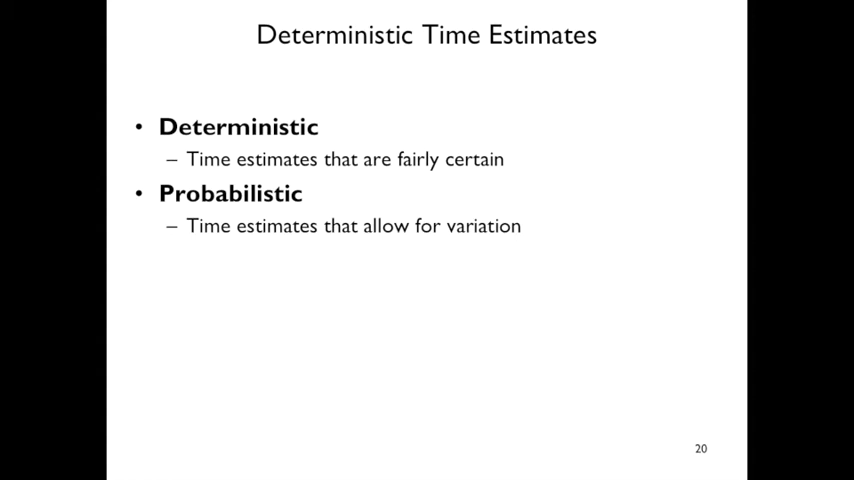 Deterministic Time Estimates
• Deterministic
– Time estimates that are fairly certain
• Probabilistic
– Time estimates that allow for variation
20